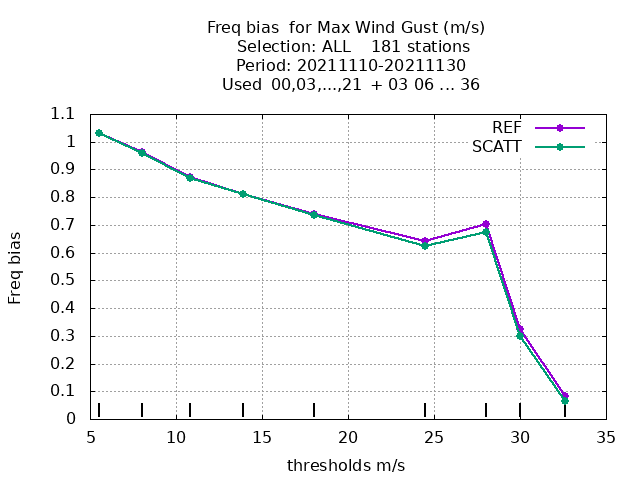 Freq bias  for Max Wind Gust (m/s)
Selection: ALL    181 stations
Period: 20211110-20211130
Used  00,03,...,21  + 03 06 ... 36
REF
SCATT
1.1
1
0.9
0.8
0.7
0.6
0.5
0.4
0.3
0.2
0.1
0
Freq bias
5 10 15 20 25 30 35
thresholds m/s